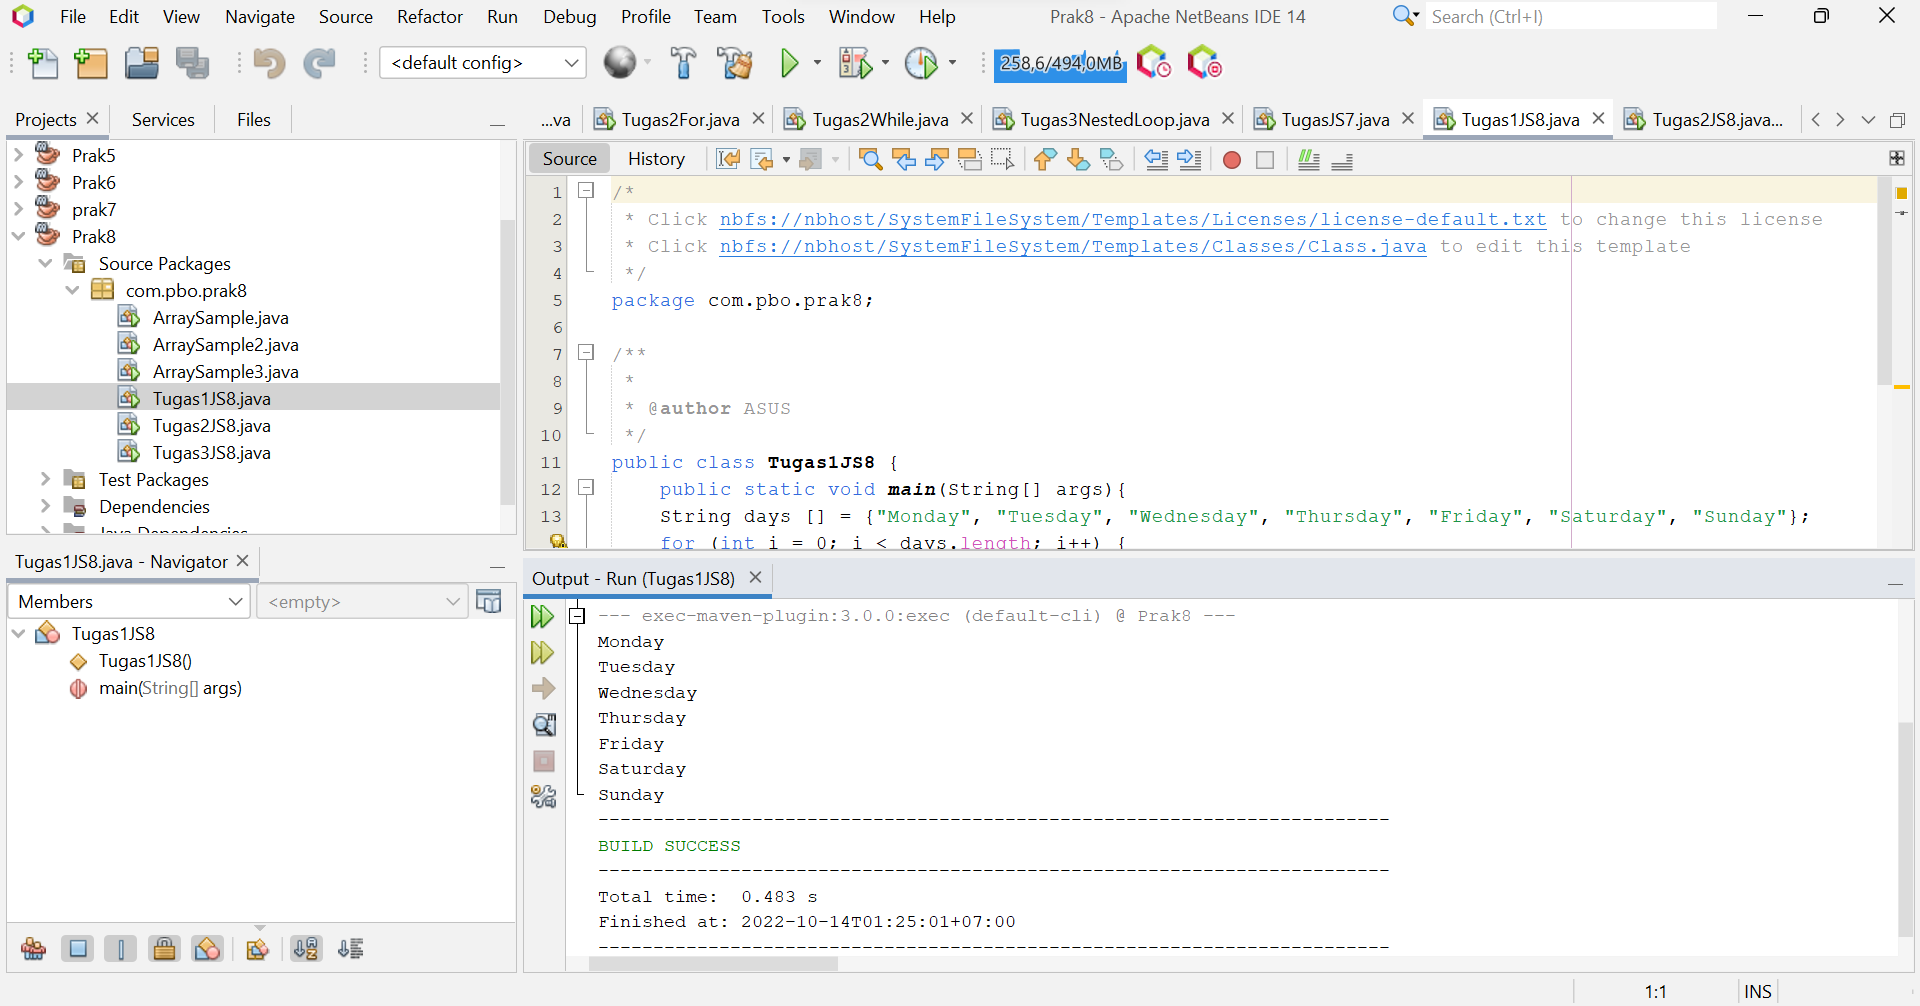 File Edit View Navigate Source Refactor Run Debug Profile Team Tools Window Help Prak8 - Apache NetBeans IDE 14 Search (Ctrl+I)
<default config> 258,6/494,0MB
Projects Services Files
...va Tugas2For.java Tugas2While.java Tugas3NestedLoop.java TugasJS7.java Tugas1JS8.java Tugas2JS8.java...
Prak5
Prak6
prak7
Prak8
Source Packages
com.pbo.prak8
ArraySample.java
ArraySample2.java
ArraySample3.java
Tugas1JS8.java
Tugas2JS8.java
Tugas3JS8.java
Test Packages
Dependencies
Java Dependencies
Source History
1 /*
2 * Click nbfs://nbhost/SystemFileSystem/Templates/Licenses/license-default.txt to change this license
3 * Click nbfs://nbhost/SystemFileSystem/Templates/Classes/Class.java to edit this template
4 */
5 package com.pbo.prak8;
6
7 /**
8 *
9 * @author ASUS
10 */
11 public class Tugas1JS8 {
12 public static void main(String[] args){
13 String days [] = {"Monday", "Tuesday", "Wednesday", "Thursday", "Friday", "Saturday", "Sunday"};
for (int i = 0; i < days.length; i++) {
Tugas1JS8.java - Navigator
Members <empty>
Tugas1JS8
Tugas1JS8()
main(String[] args)
Output - Run (Tugas1JS8)
--- exec-maven-plugin:3.0.0:exec (default-cli) @ Prak8 ---
Monday
Tuesday
Wednesday
Thursday
Friday
Saturday
Sunday
------------------------------------------------------------------------
BUILD SUCCESS
------------------------------------------------------------------------
Total time:  0.483 s
Finished at: 2022-10-14T01:25:01+07:00
------------------------------------------------------------------------
1:1 INS